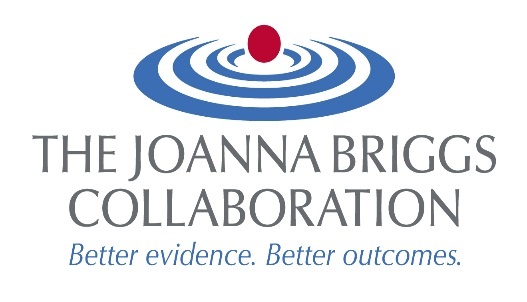 THE JOANNA BRIGGS
COLLABORATION
Better evidence. Better outcomes.